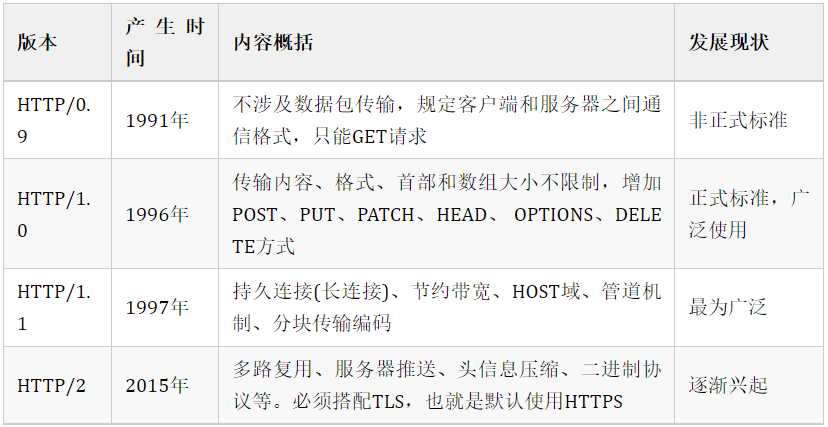 版本
产生时
间
内容概括
发展现状
HTTP/0.
9
1991年
不涉及数据包传输，规定客户端和服务器之间通
信格式，只能GET请求
非正式标准
HTTP/1.
0
1996年
传输内容、格式、首部和数组大小不限制，增加
POST、PUT、PATCH、HEAD、 OPTIONS、DELE
TE方式
正式标准，广
泛使用
HTTP/1.
1
1997年
持久连接(长连接)、节约带宽、HOST域、管道机
制、分块传输编码
最为广泛
HTTP/2
2015年
多路复用、服务器推送、头信息压缩、二进制协
议等。必须搭配TLS，也就是默认使用HTTPS
逐渐兴起